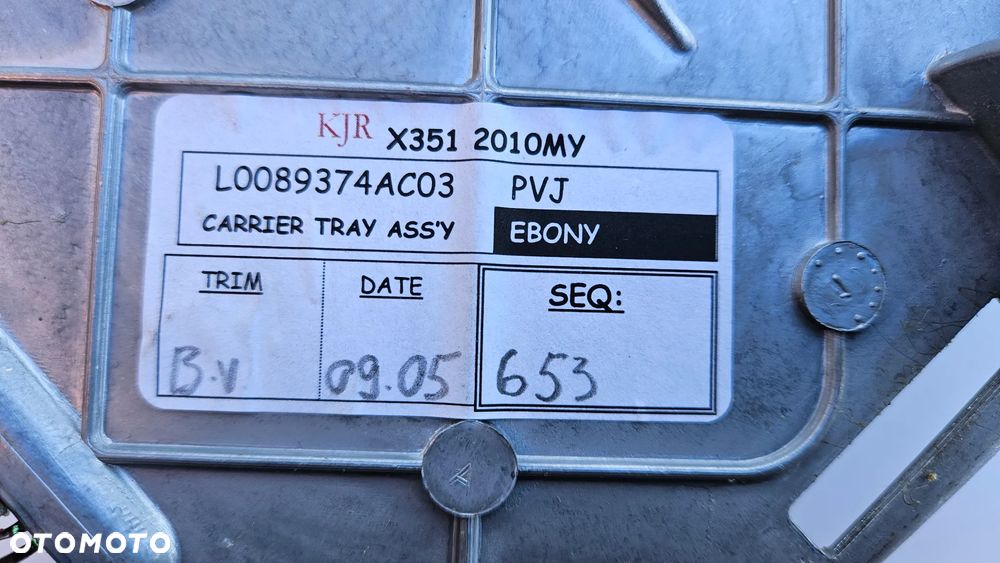 KJR X351 2010MY
L0089374AC03 PVJ
CARRIER TRAY ASS'Y EBONY
TRIM DATE SEQ:
B.V 09.05 653
OTOMOTO